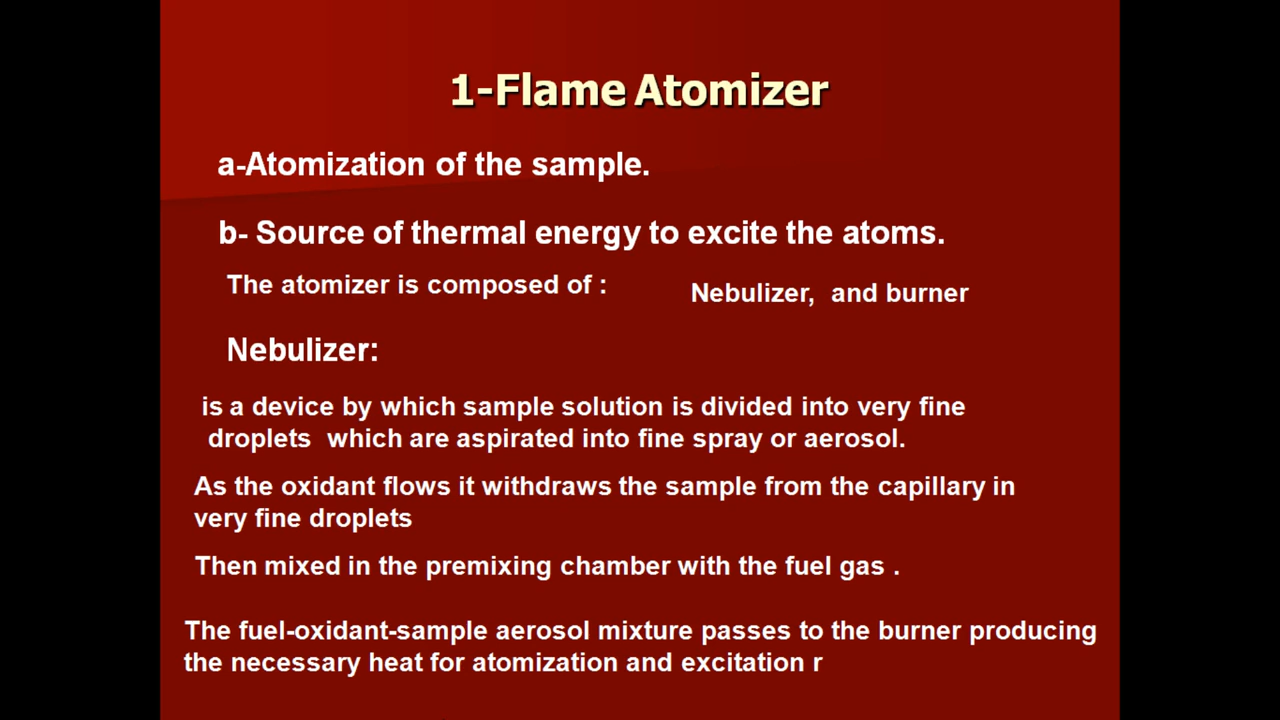 1-Flame Atomizer
a-Atomization of the sample.
b- Source of thermal energy to excite the atoms.
The atomizer is composed of :
Nebulizer,  and burner
Nebulizer:
is a device by which sample solution is divided into very fine
droplets  which are aspirated into fine spray or aerosol.
As the oxidant flows it withdraws the sample from the capillary in
very fine droplets
Then mixed in the premixing chamber with the fuel gas .
The fuel-oxidant-sample aerosol mixture passes to the burner producing
the necessary heat for atomization and excitation r